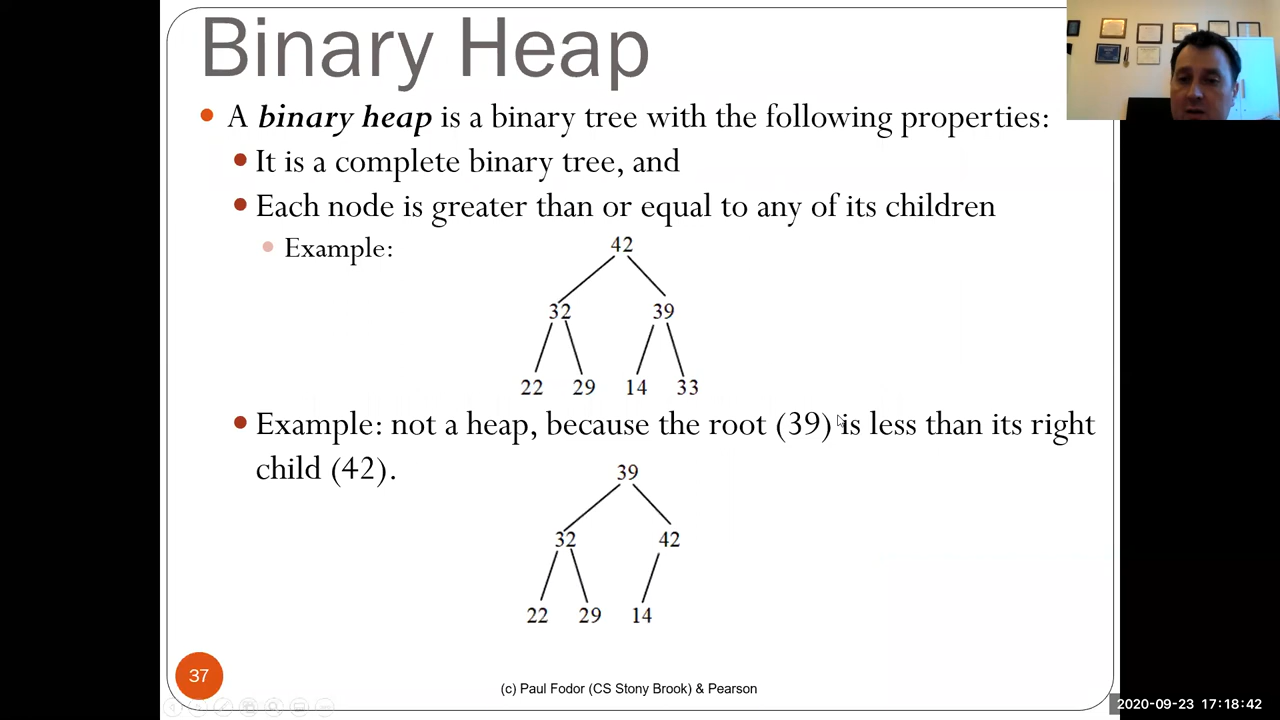 Binary Heap
A binary heap is a binary tree with the following properties:
It is a complete binary tree, and
Each node is greater than or equal to any of its children
Example:
42
32 39
22 29 14 33
Example: not a heap, because the root (39) is less than its right
child (42).
39
32 42
22 29 14
37
(c) Paul Fodor (CS Stony Brook) & Pearson
2020-09-23 17:18:42